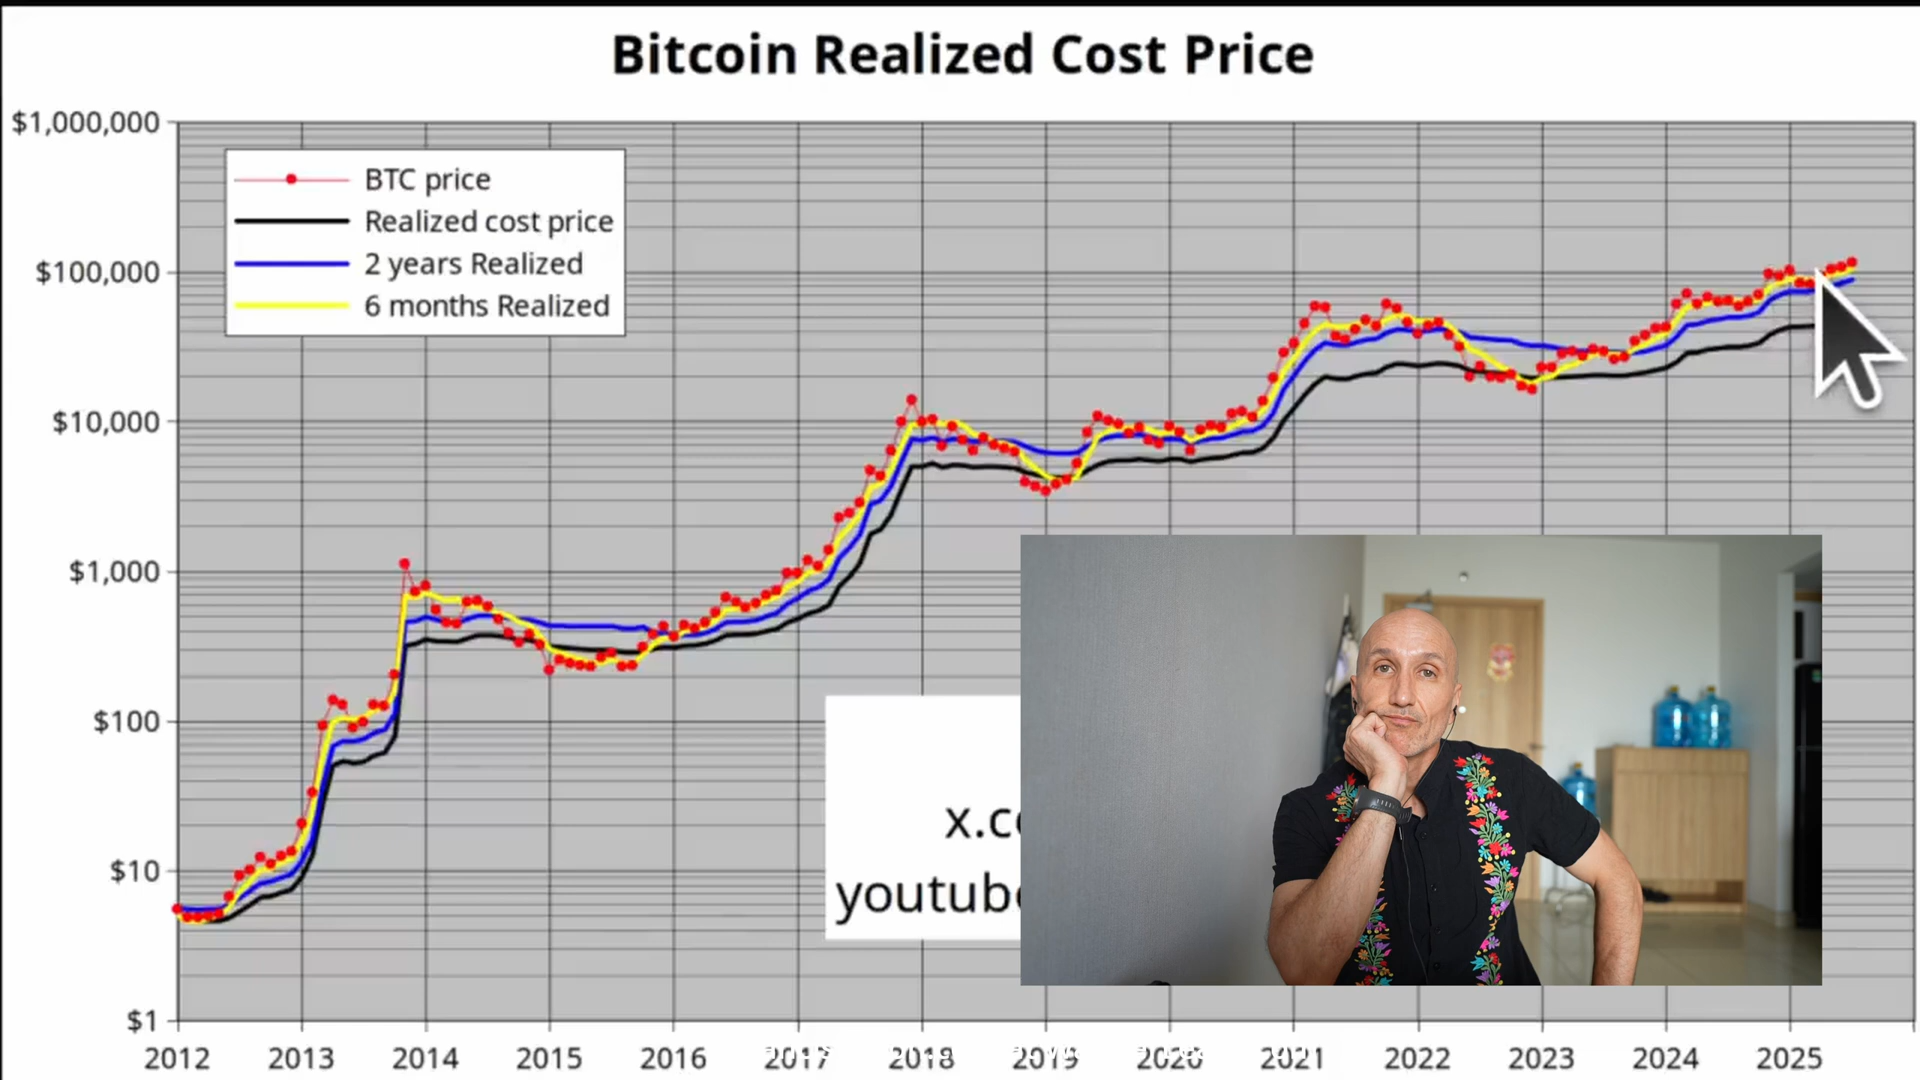 Bitcoin Realized Cost Price
$1,000,000
$100,000
$10,000
$1,000
$100
$10
$1
BTC price
Realized cost price
2 years Realized
6 months Realized
x.c
youtube
2012 2013 2014 2015 2016 2017 2018 2019 2020 2021 2022 2023 2024 2025